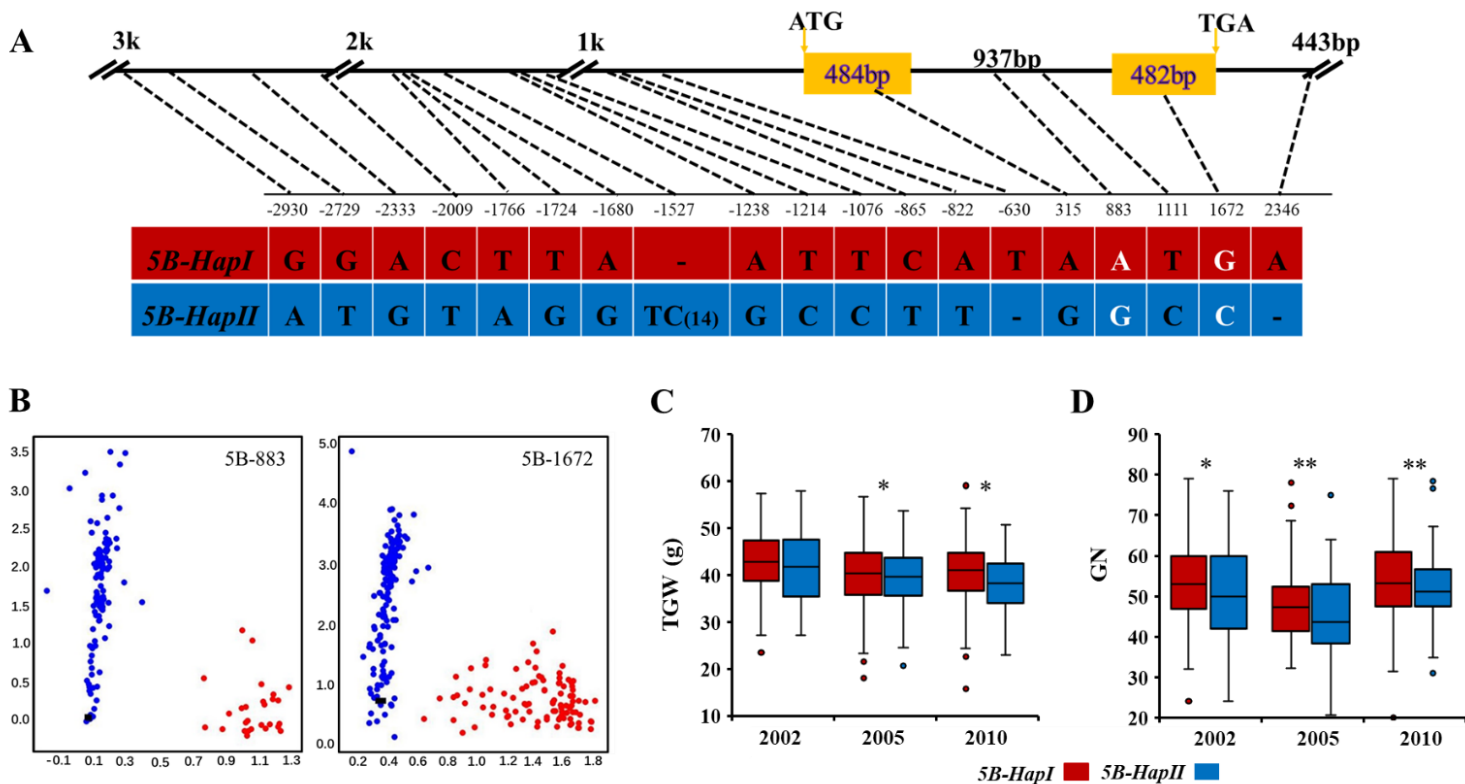 A
3k
2k
1k
ATG
484bp
937bp
482bp
TGA
443bp
-2930 -2729 -2333 -2009 -1766 -1724 -1680 -1527 -1238 -1214 -1076 -865 -822 -630 315 883 1111 1672 2346
5B-HapI G G A C T T A - A T T C A T A A T G A
5B-HapII A T G T A G G TC(14) G C C T T - G G C C -
B
5B-883
3.5
3.0
2.5
2.0
1.5
1.0
0.5
0.0
-0.1 0.1 0.3 0.5 0.7 0.9 1.1 1.3
5B-1672
5.0
4.0
3.0
2.0
1.0
0.0
0.2 0.4 0.6 0.8 1.0 1.2 1.4 1.6 1.8
C
TGW (g)
70
60
50
40
30
20
10
* *
2002 2005 2010
D
GN
90
80
70
60
50
40
30
20
* ** **
2002 2005 2010
5B-HapI 5B-HapII